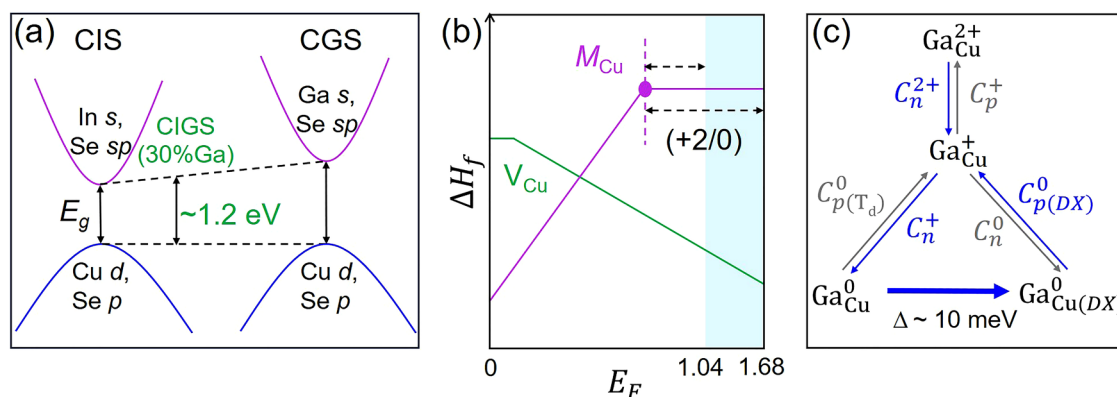 (a)
CIS
CGS
In s,
Se sp
Ga s,
Se sp
CIGS
(30%Ga)
E_g
~1.2 eV
Cu d,
Se p
Cu d,
Se p
(b)
M_Cu
(+2/0)
V_Cu
ΔH_f
0
1.04
1.68
E_F
(c)
Ga_Cu^2+
C_n^2+
C_p^+
Ga_Cu^+
C_p(T_d)^0
C_n^+
C_n^0
C_p(DX)^0
Ga_Cu^0
Ga_Cu(DX^0
Δ ~ 10 meV